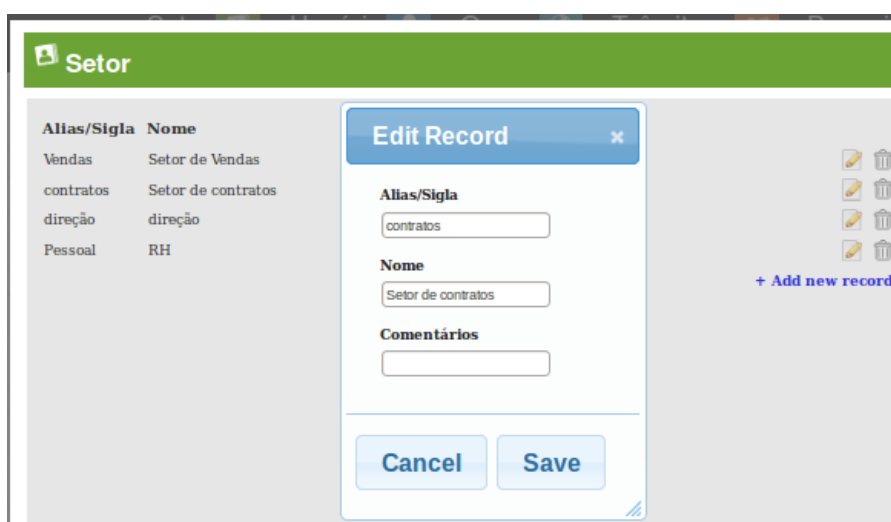 Setor
Alias/Sigla Nome
Vendas Setor de Vendas
contratos Setor de contratos
direção direção
Pessoal RH
Edit Record
Alias/Sigla
contratos
Nome
Setor de contratos
Comentários
Cancel Save
+ Add new record